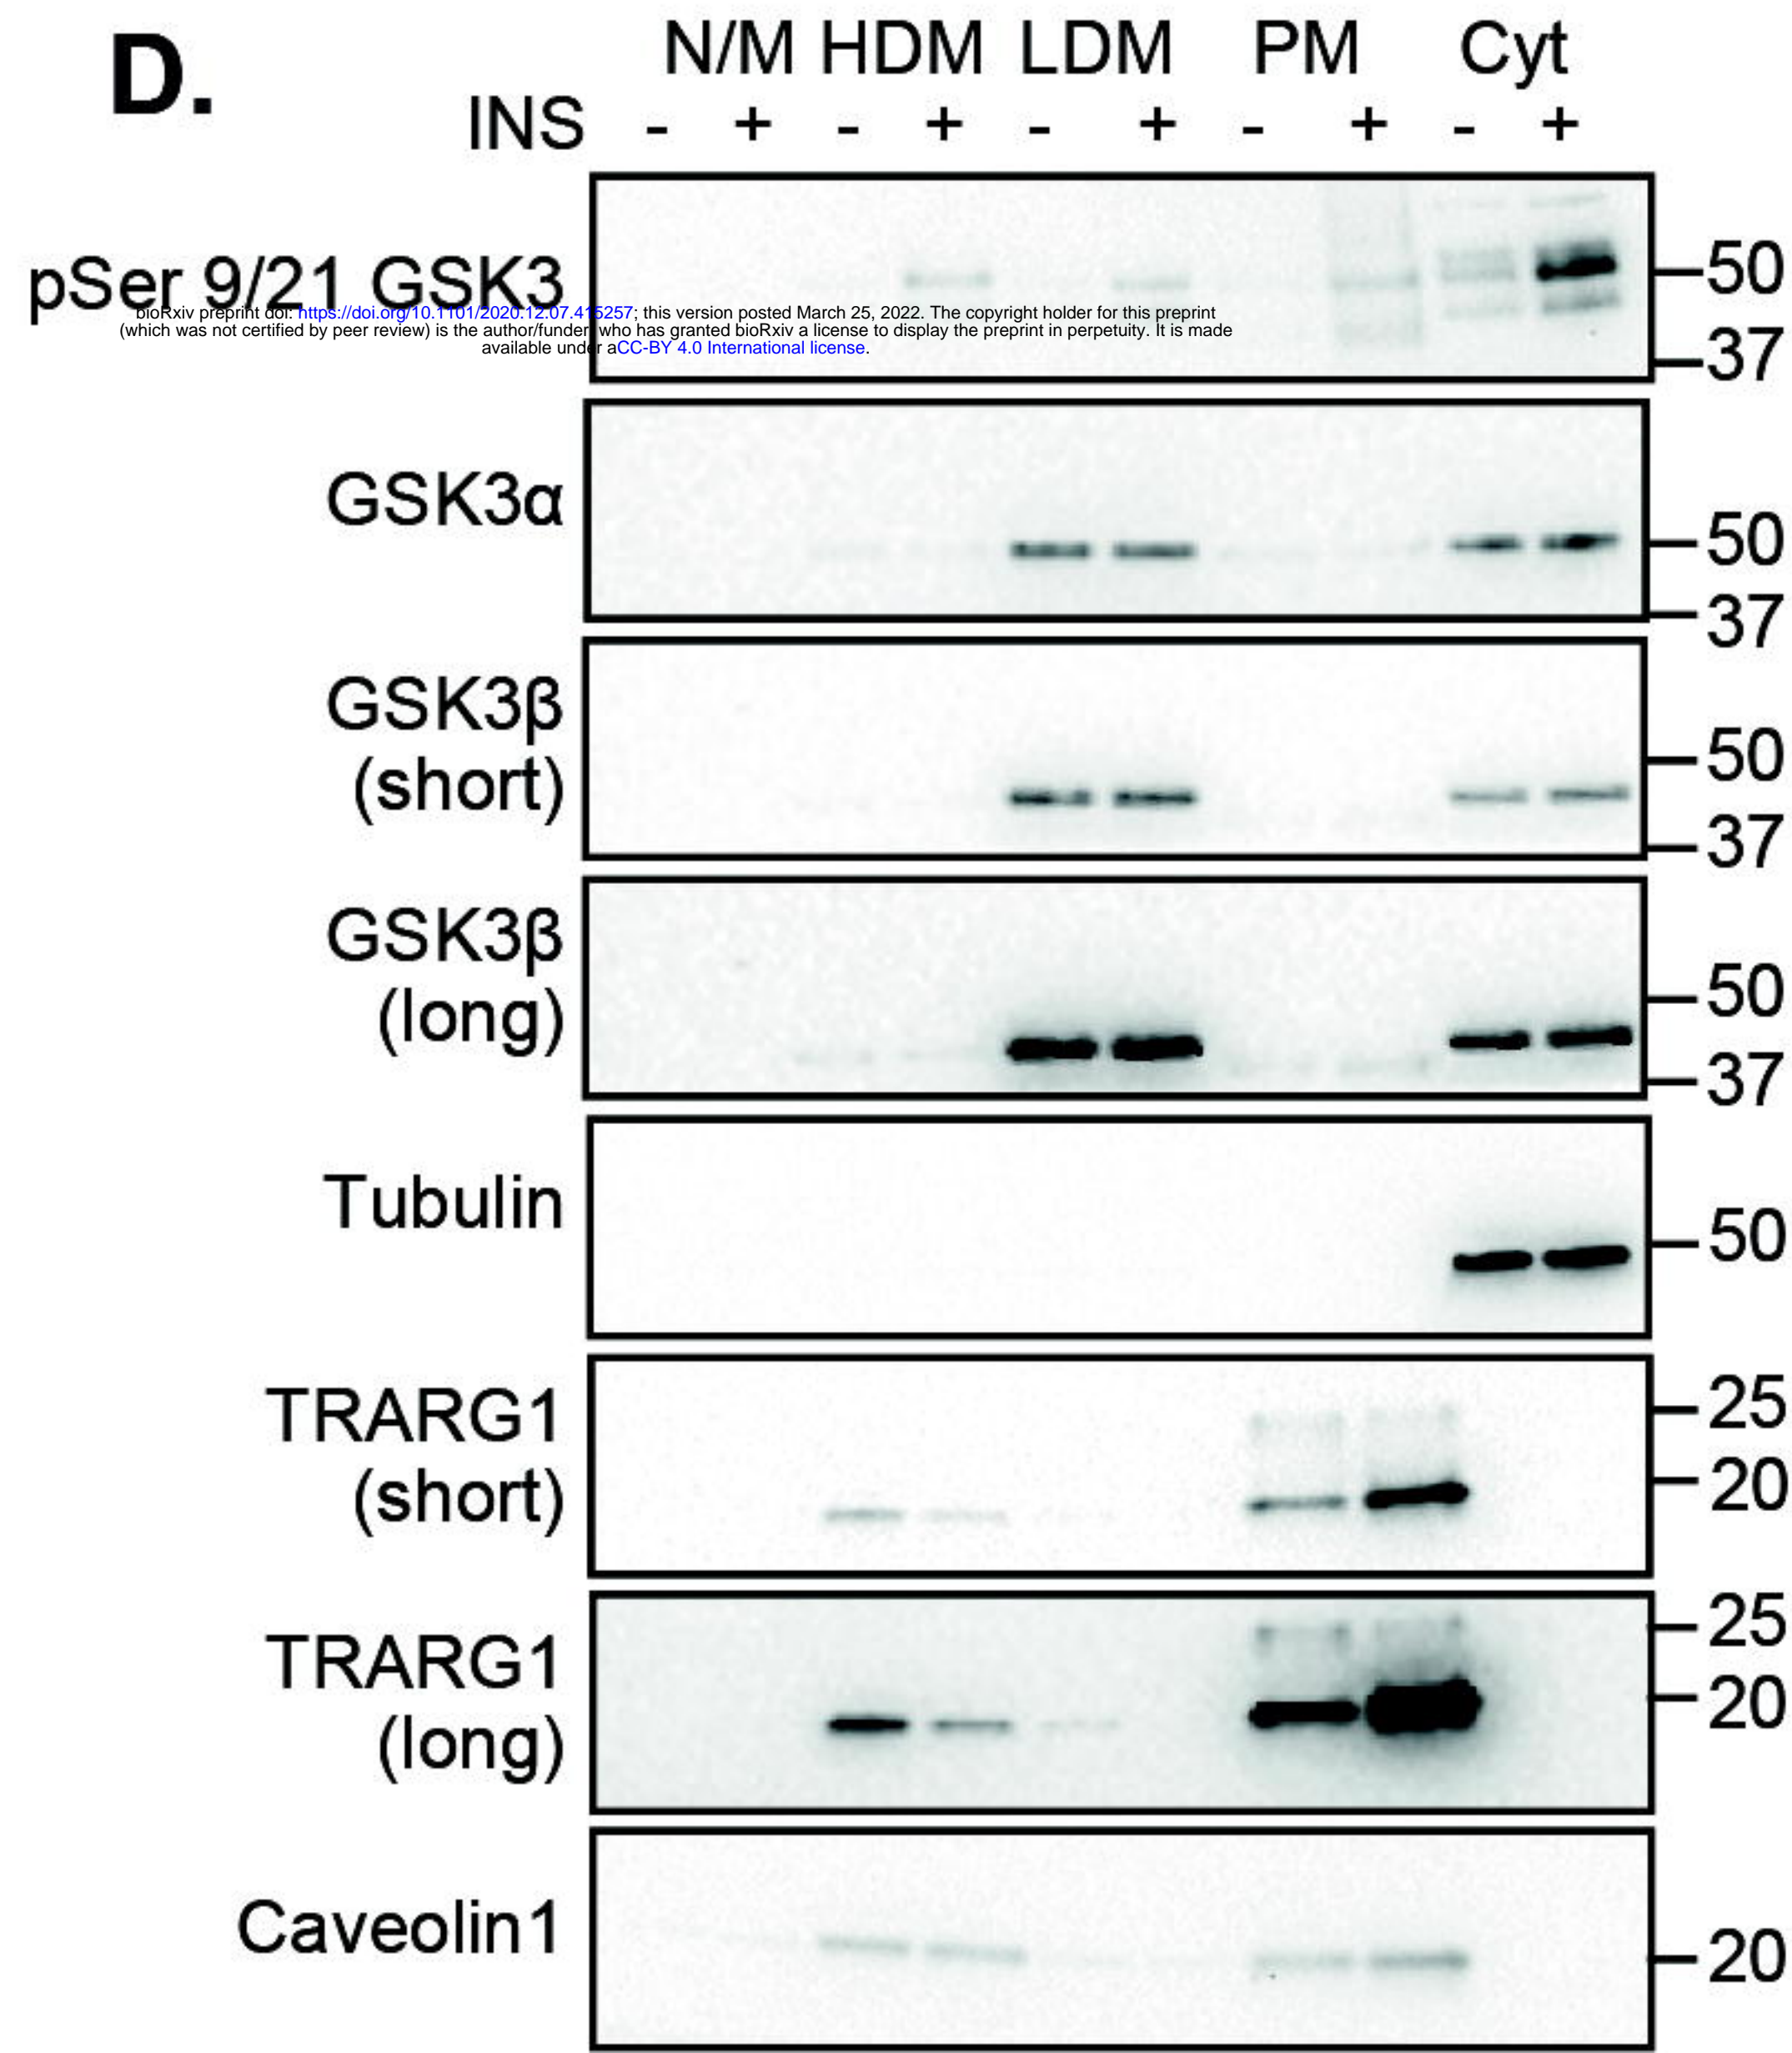 D.
N/M HDM LDM PM Cyt
INS - + - + - + - + - +
pSer 9/21 GSK3
50
37
bioRxiv preprint doi: https://doi.org/10.1101/2020.12.07.415257; this version posted March 25, 2022. The copyright holder for this preprint
(which was not certified by peer review) is the author/funder, who has granted bioRxiv a license to display the preprint in perpetuity. It is made
available under aCC-BY 4.0 International license.
GSK3α
50
37
GSK3β
(short)
50
37
GSK3β
(long)
50
37
Tubulin
50
TRARG1
(short)
25
20
TRARG1
(long)
25
20
Caveolin1
20